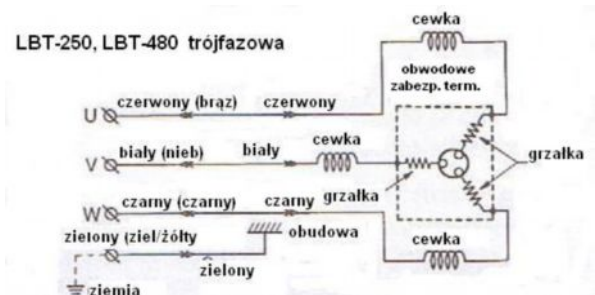 cewka
LBT-250, LBT-480 trójfazowa
obwodowe
zabezp. term.
U czerwony (brąz) czerwony
cewka
V biały (nieb) biały
grzałka
W czarny (czarny) czarny grzałka
zielony (ziel/żółty obudowa cewka
zielony
ziemia